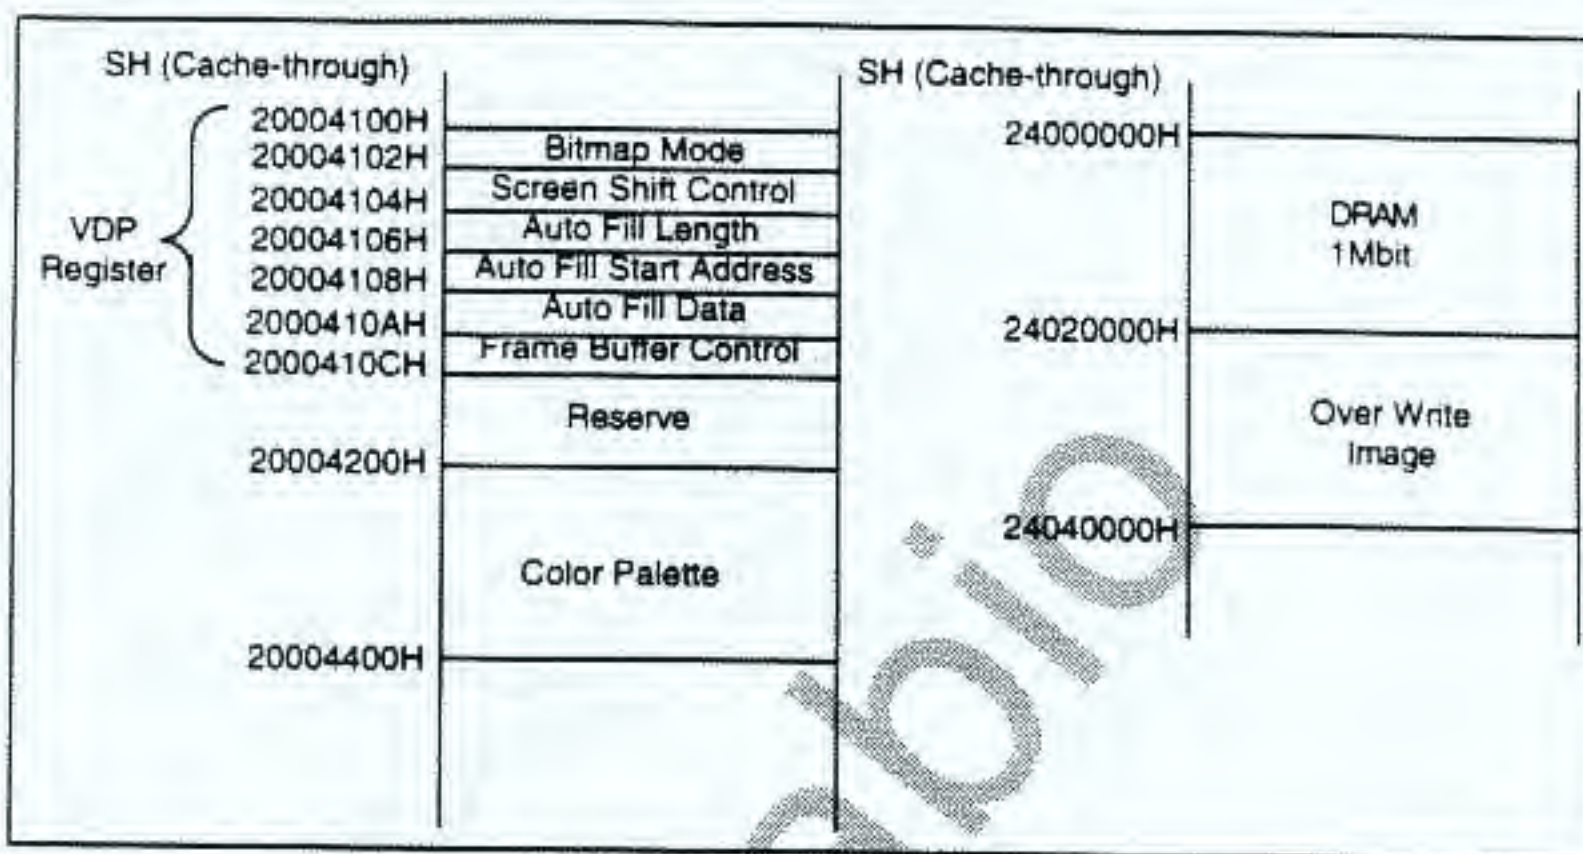 SH (Cache-through)
20004100H
20004102H
20004104H
20004106H
20004108H
2000410AH
2000410CH
20004200H
20004400H
VDP
Register
Bitmap Mode
Screen Shift Control
Auto Fill Length
Auto Fill Start Address
Auto Fill Data
Frame Buffer Control
Reserve
Color Palette
SH (Cache-through)
24000000H
24020000H
24040000H
DRAM
1Mbit
Over Write
Image